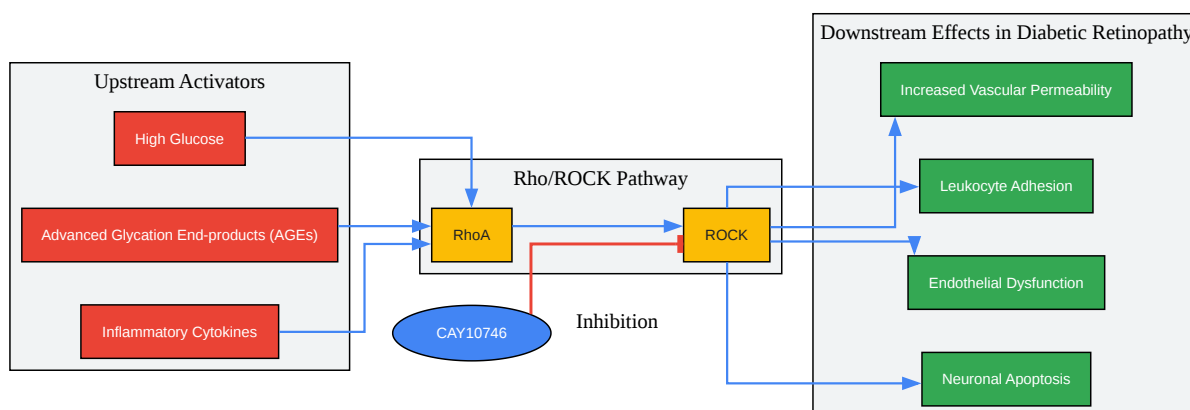 Upstream Activators
High Glucose
Advanced Glycation End-products (AGEs)
Inflammatory Cytokines
Rho/ROCK Pathway
RhoA
ROCK
CAY10746
Inhibition
Downstream Effects in Diabetic Retinopathy
Increased Vascular Permeability
Leukocyte Adhesion
Endothelial Dysfunction
Neuronal Apoptosis